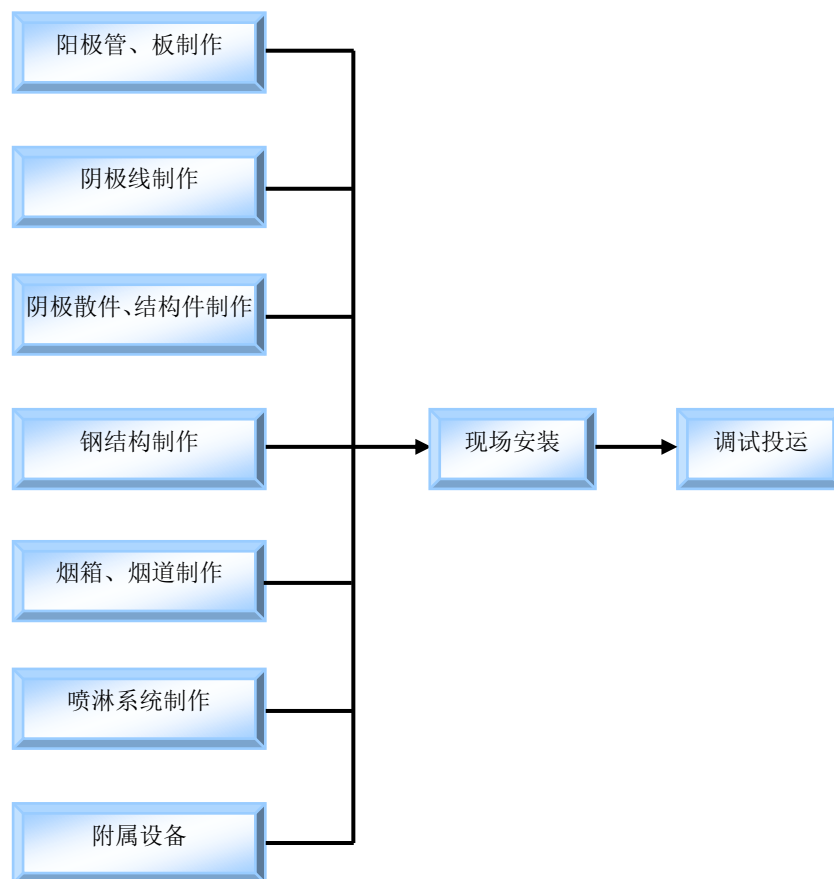 阳极管、板制作
阴极线制作
阴极散件、结构件制作
钢结构制作
现场安装
调试投运
烟箱、烟道制作
喷淋系统制作
附属设备